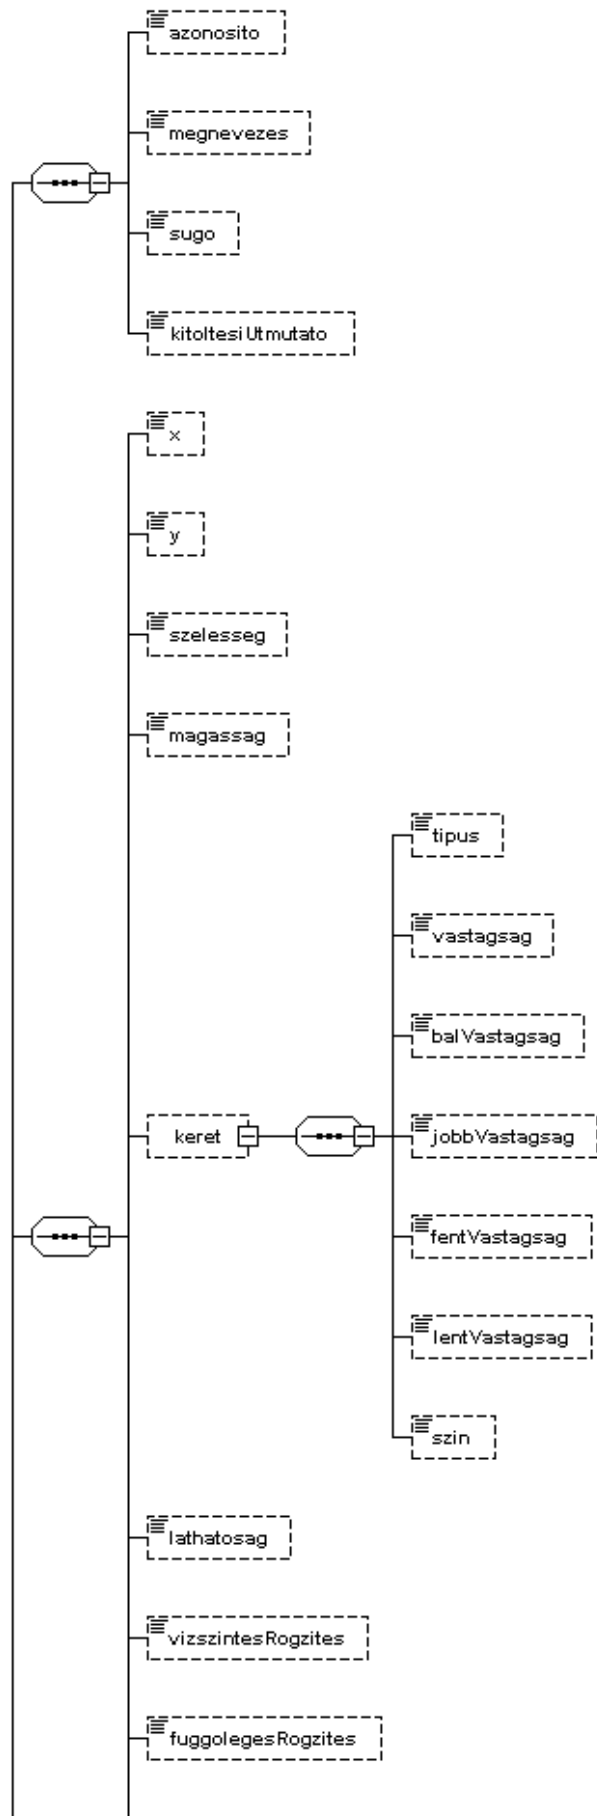 azonosito
megnevezes
sugo
kitoltesiUtmutato
x
y
szelesseg
magassag
tipus
vastagsag
balVastagsag
keret
jobbVastagsag
fentVastagsag
lentVastagsag
szin
lathatosag
vizszintesRogzites
fuggolegesRogzites